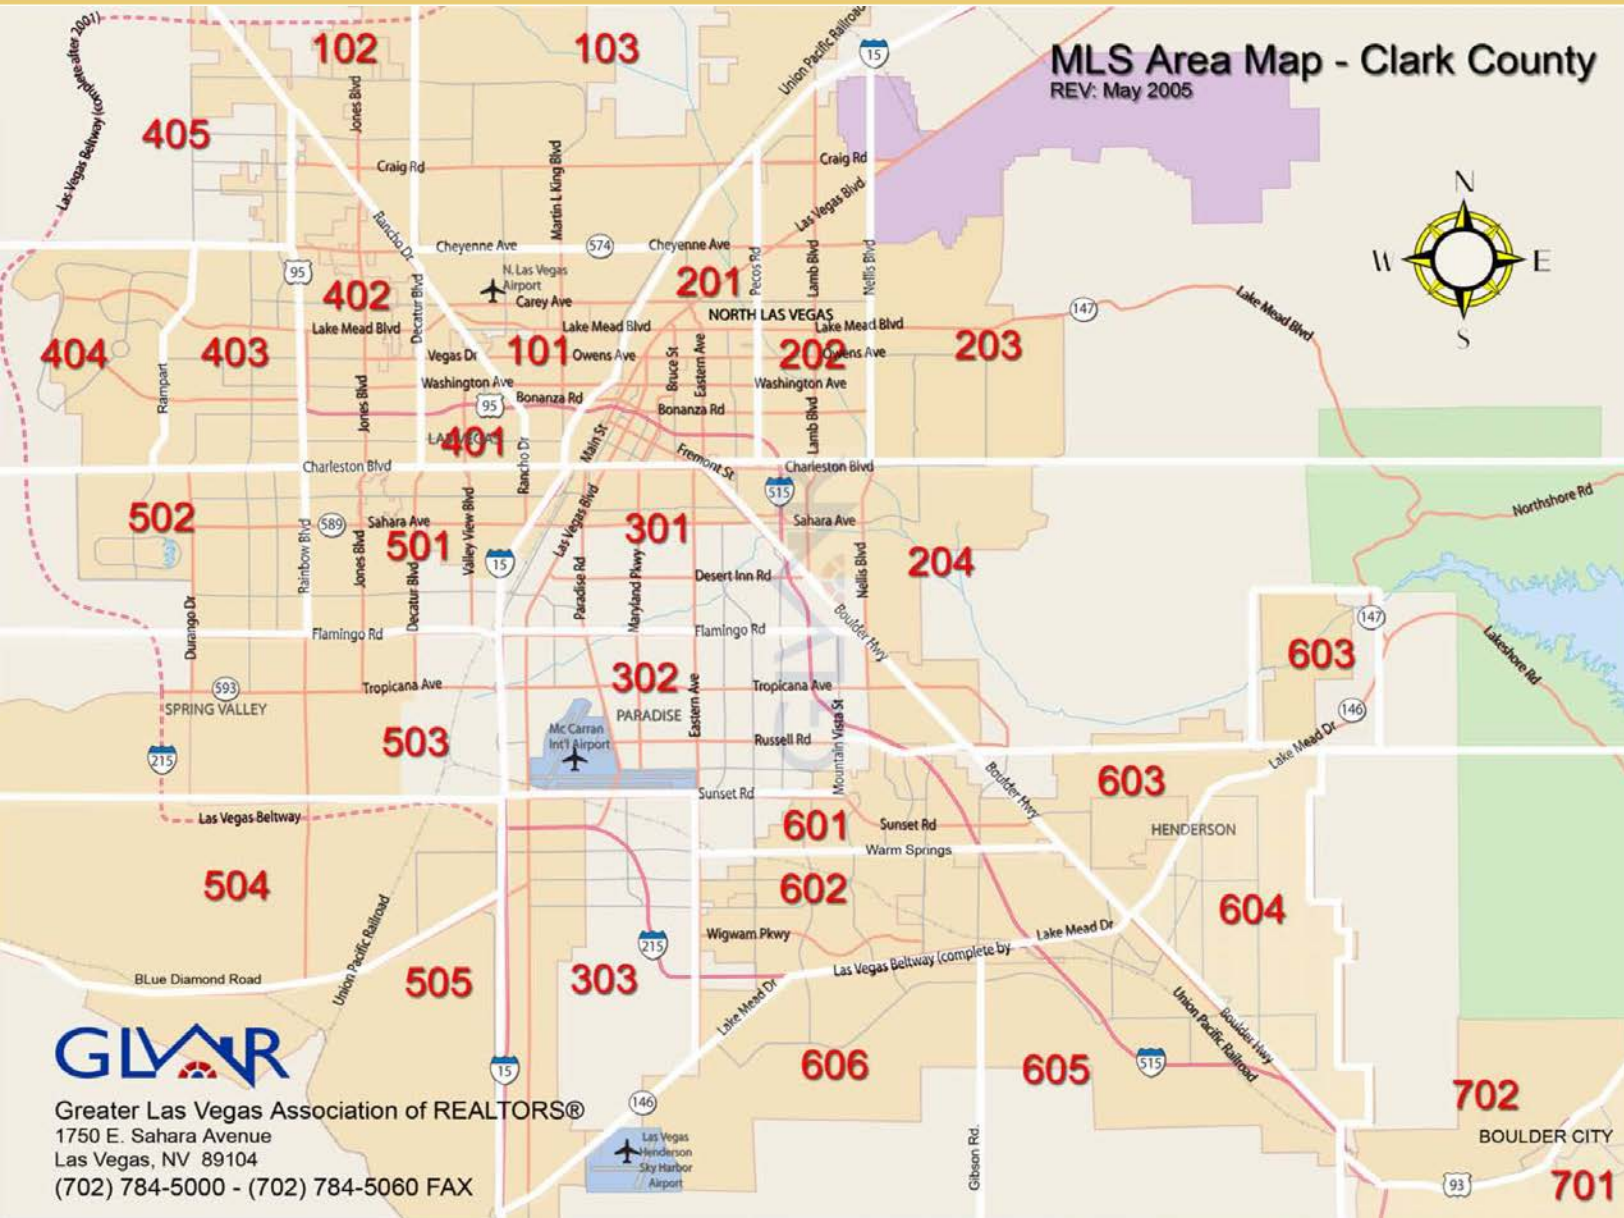 MLS Area Map - Clark County
REV: May 2005
N
W
E
S
Las Vegas Beltway (complete after 2001)
102
103
405
Jones Blvd
Union Pacific Railroad
15
Craig Rd
Martin L King Blvd
Craig Rd
Las Vegas Blvd
Rancho Dr
Cheyenne Ave
574
Cheyenne Ave
Pecos Rd
Lamb Blvd
Nellis Blvd
95
N. Las Vegas
Airport
201
402
Decatur Blvd
Carey Ave
NORTH LAS VEGAS
147
Lake Mead Blvd
Lake Mead Blvd
Lake Mead Blvd
Lake Mead Blvd
404
403
Vegas Dr
101
Owens Ave
Bruce St
Eastern Ave
202
Owens Ave
203
Rampart
Jones Blvd
Washington Ave
Washington Ave
95
Bonanza Rd
Bonanza Rd
Lamb Blvd
LAS VEGAS
401
Main St
Rancho Dr
Charleston Blvd
Fremont St
Charleston Blvd
515
Northshore Rd
502
589
Sahara Ave
501
Valley View Blvd
Las Vegas Blvd
301
Sahara Ave
Rainbow Blvd
Jones Blvd
Decatur Blvd
15
Paradise Rd
Maryland Pkwy
Desert Inn Rd
Nellis Blvd
204
Durango Dr
Flamingo Rd
Flamingo Rd
Boulder Hwy
147
603
Lakeshore Rd
593
Tropicana Ave
302
Eastern Ave
Tropicana Ave
Mountain Vista St
146
SPRING VALLEY
PARADISE
503
Mc Carran
Int'l Airport
Russell Rd
Lake Mead Dr
215
Boulder Hwy
603
Sunset Rd
Las Vegas Beltway
601
Sunset Rd
HENDERSON
Warm Springs
504
602
604
Union Pacific Railroad
215
Wigwam Pkwy
Lake Mead Dr
Las Vegas Beltway (complete by
BLue Diamond Road
505
303
Lake Mead Dr
Union Pacific Railroad
Boulder Hwy
GLVAR
15
606
605
515
702
Greater Las Vegas Association of REALTORS®
1750 E. Sahara Avenue
Las Vegas, NV 89104
(702) 784-5000 - (702) 784-5060 FAX
146
Las Vegas
Henderson
Sky Harbor
Airport
Gibson Rd.
BOULDER CITY
93
701